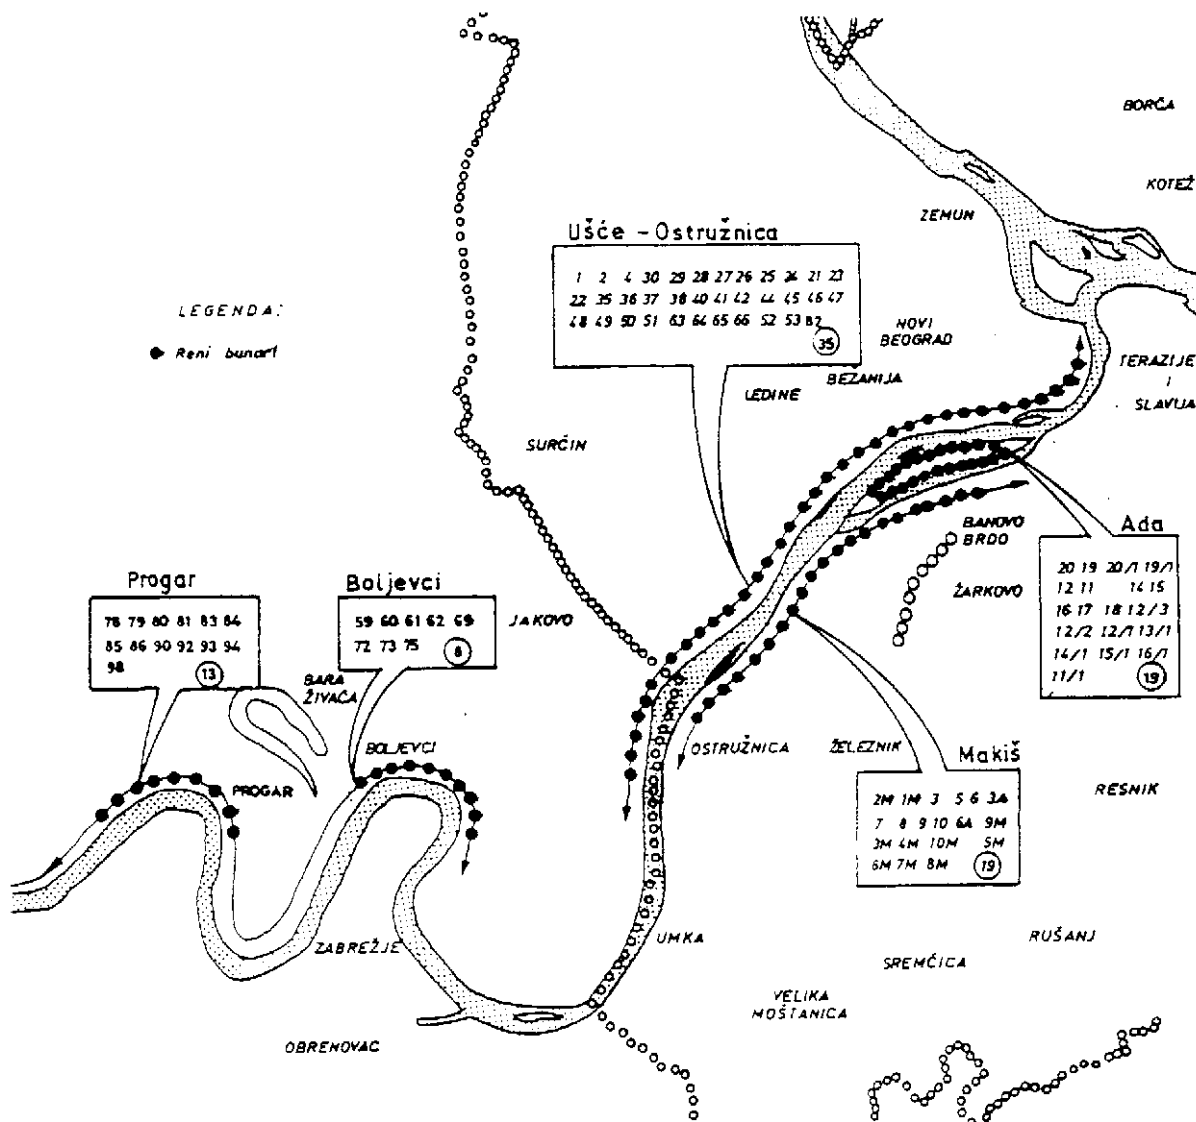 BORČA
KOTEŽ
ZEMUN
Ušće - Ostružnica
1 2 4 30 29 28 27 26 25 24 21 23
22 35 36 37 38 40 41 42 44 45 46 47
48 49 50 51 63 64 65 66 52 53 82
35
LEGENDA:
Reni bunari
NOVI
BEOGRAD
BEŽANIJA
LEDINE
TERAZIJE
I
SLAVIJA
SURČIN
BANOVO
BRDO
Ada
20 19 20/1 19/1
12 11 14 15
16 17 18 12/3
12/2 12/1 13/1
14/1 15/1 16/1
11/1
19
ŽARKOVO
Progar
78 79 80 81 83 84
85 86 90 92 93 94
98
13
Boljevci
59 60 61 62 69
72 73 75
8
JAKOVO
BARA
ŽIVAČA
BOLJEVCI
PROGAR
OSTRUŽNICA
ŽELEZNIK
Makiš
2M 1M 3 5 6 3A
7 8 9 10 6A 9M
3M 4M 10M 5M
6M 7M 8M
19
RESNIK
ZABREŽJE
UMKA
RUŠANJ
SREMČICA
VELIKA
MOŠTANICA
OBRENOVAC